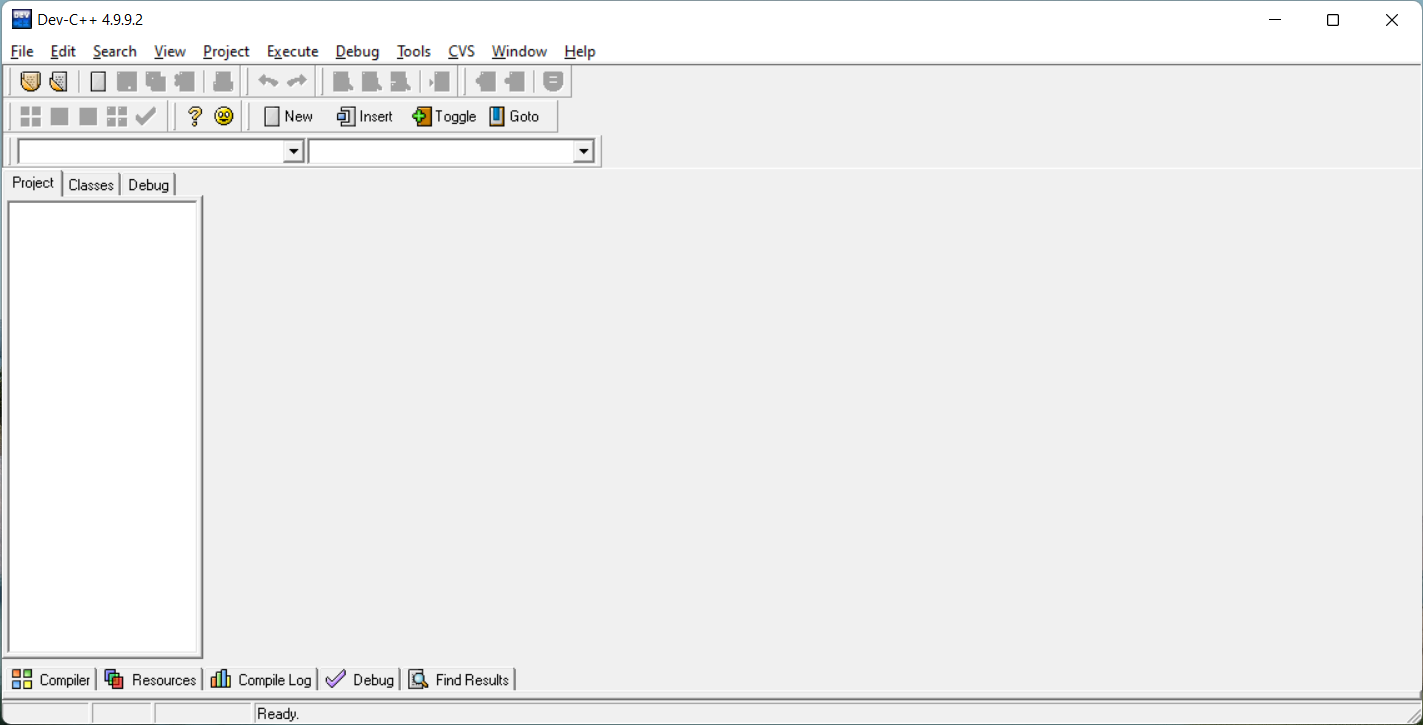 Dev-C++ 4.9.9.2
File Edit Search View Project Execute Debug Tools CVS Window Help
New Insert Toggle Goto
Project Classes Debug
Compiler Resources Compile Log Debug Find Results
Ready.